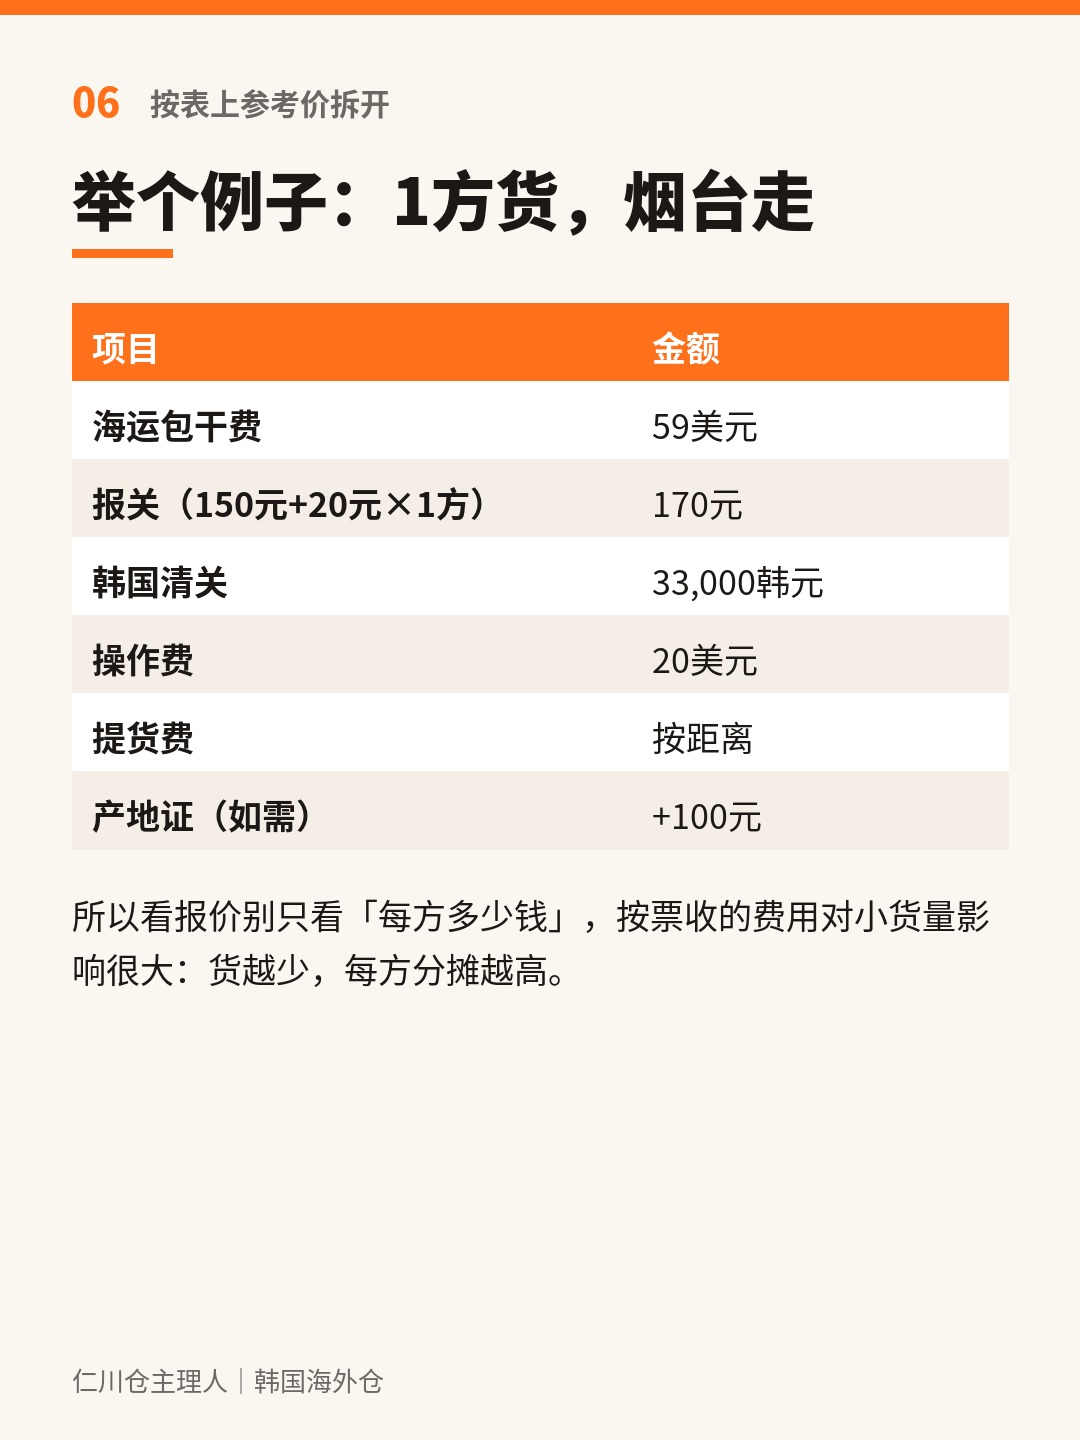 06 按表上参考价拆开
举个例子：1方货，烟台走
项目 金额
海运包干费 59美元
报关（150元+20元×1方） 170元
韩国清关 33,000韩元
操作费 20美元
提货费 按距离
产地证（如需） +100元
所以看报价别只看「每方多少钱」，按票收的费用对小货量影
响很大：货越少，每方分摊越高。
仁川仓主理人｜韩国海外仓